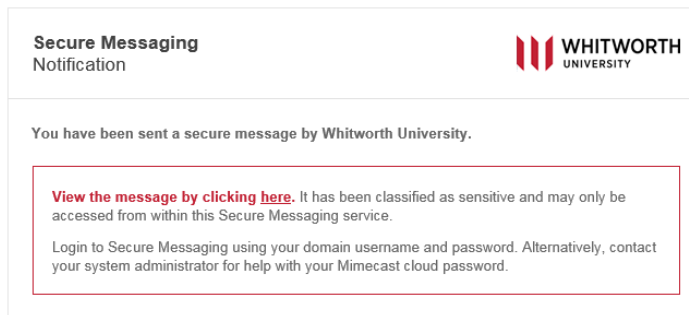 Secure Messaging
Notification
WHITWORTH
UNIVERSITY
You have been sent a secure message by Whitworth University.
View the message by clicking here. It has been classified as sensitive and may only be
accessed from within this Secure Messaging service.
Login to Secure Messaging using your domain username and password. Alternatively, contact
your system administrator for help with your Mimecast cloud password.